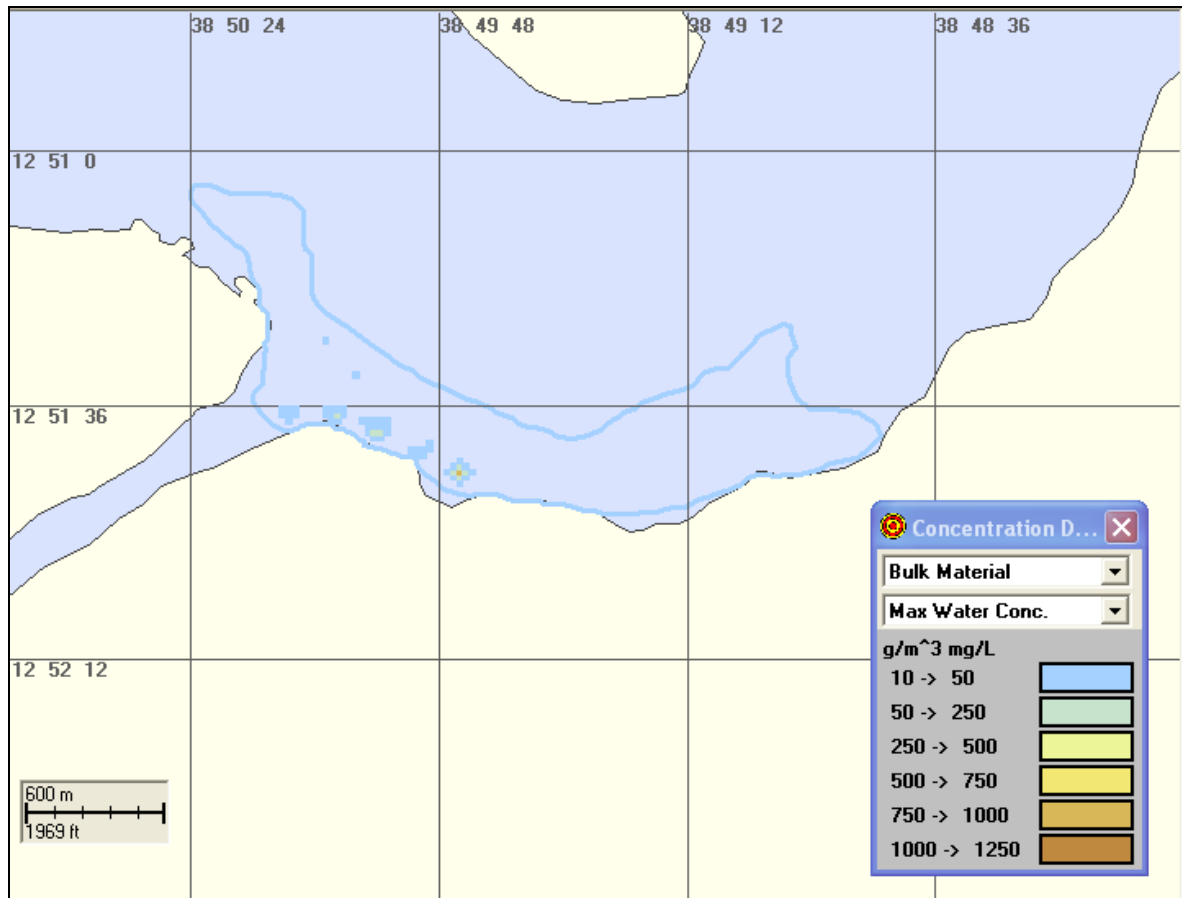 38 50 24
38 49 48
38 49 12
38 48 36
12 51 0
12 51 36
12 52 12
600 m
1969 ft
Concentration D...
Bulk Material
Max Water Conc.
g/m^3 mg/L
10 -> 50
50 -> 250
250 -> 500
500 -> 750
750 -> 1000
1000 -> 1250